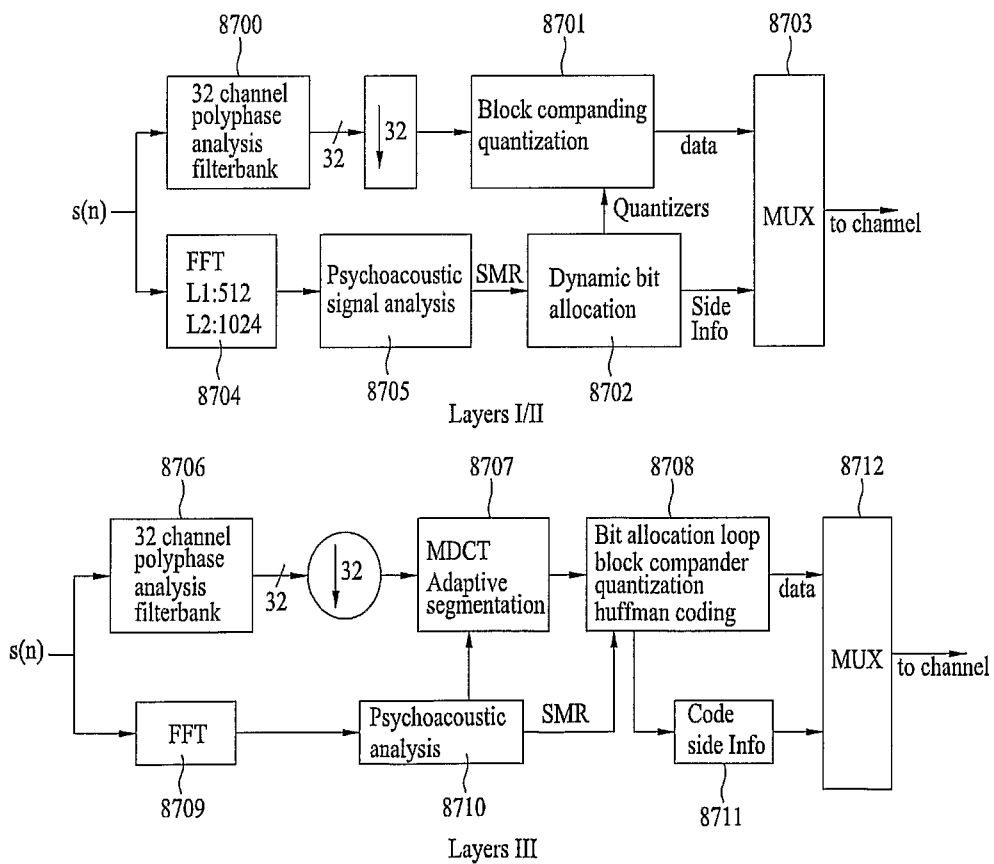 8700
8701
8703
32 channel
polyphase
analysis
filterbank
32
32
Block companding
quantization
data
s(n)
Quantizers
MUX
to channel
FFT
L1:512
L2:1024
Psychoacoustic
signal analysis
SMR
Dynamic bit
allocation
Side
Info
8704
8705
8702
Layers I/II
8706
8707
8708
8712
32 channel
polyphase
analysis
filterbank
32
32
MDCT
Adaptive
segmentation
Bit allocation loop
block compander
quantization
huffman coding
data
s(n)
MUX
to channel
FFT
Psychoacoustic
analysis
SMR
Code
side Info
8709
8710
8711
Layers III